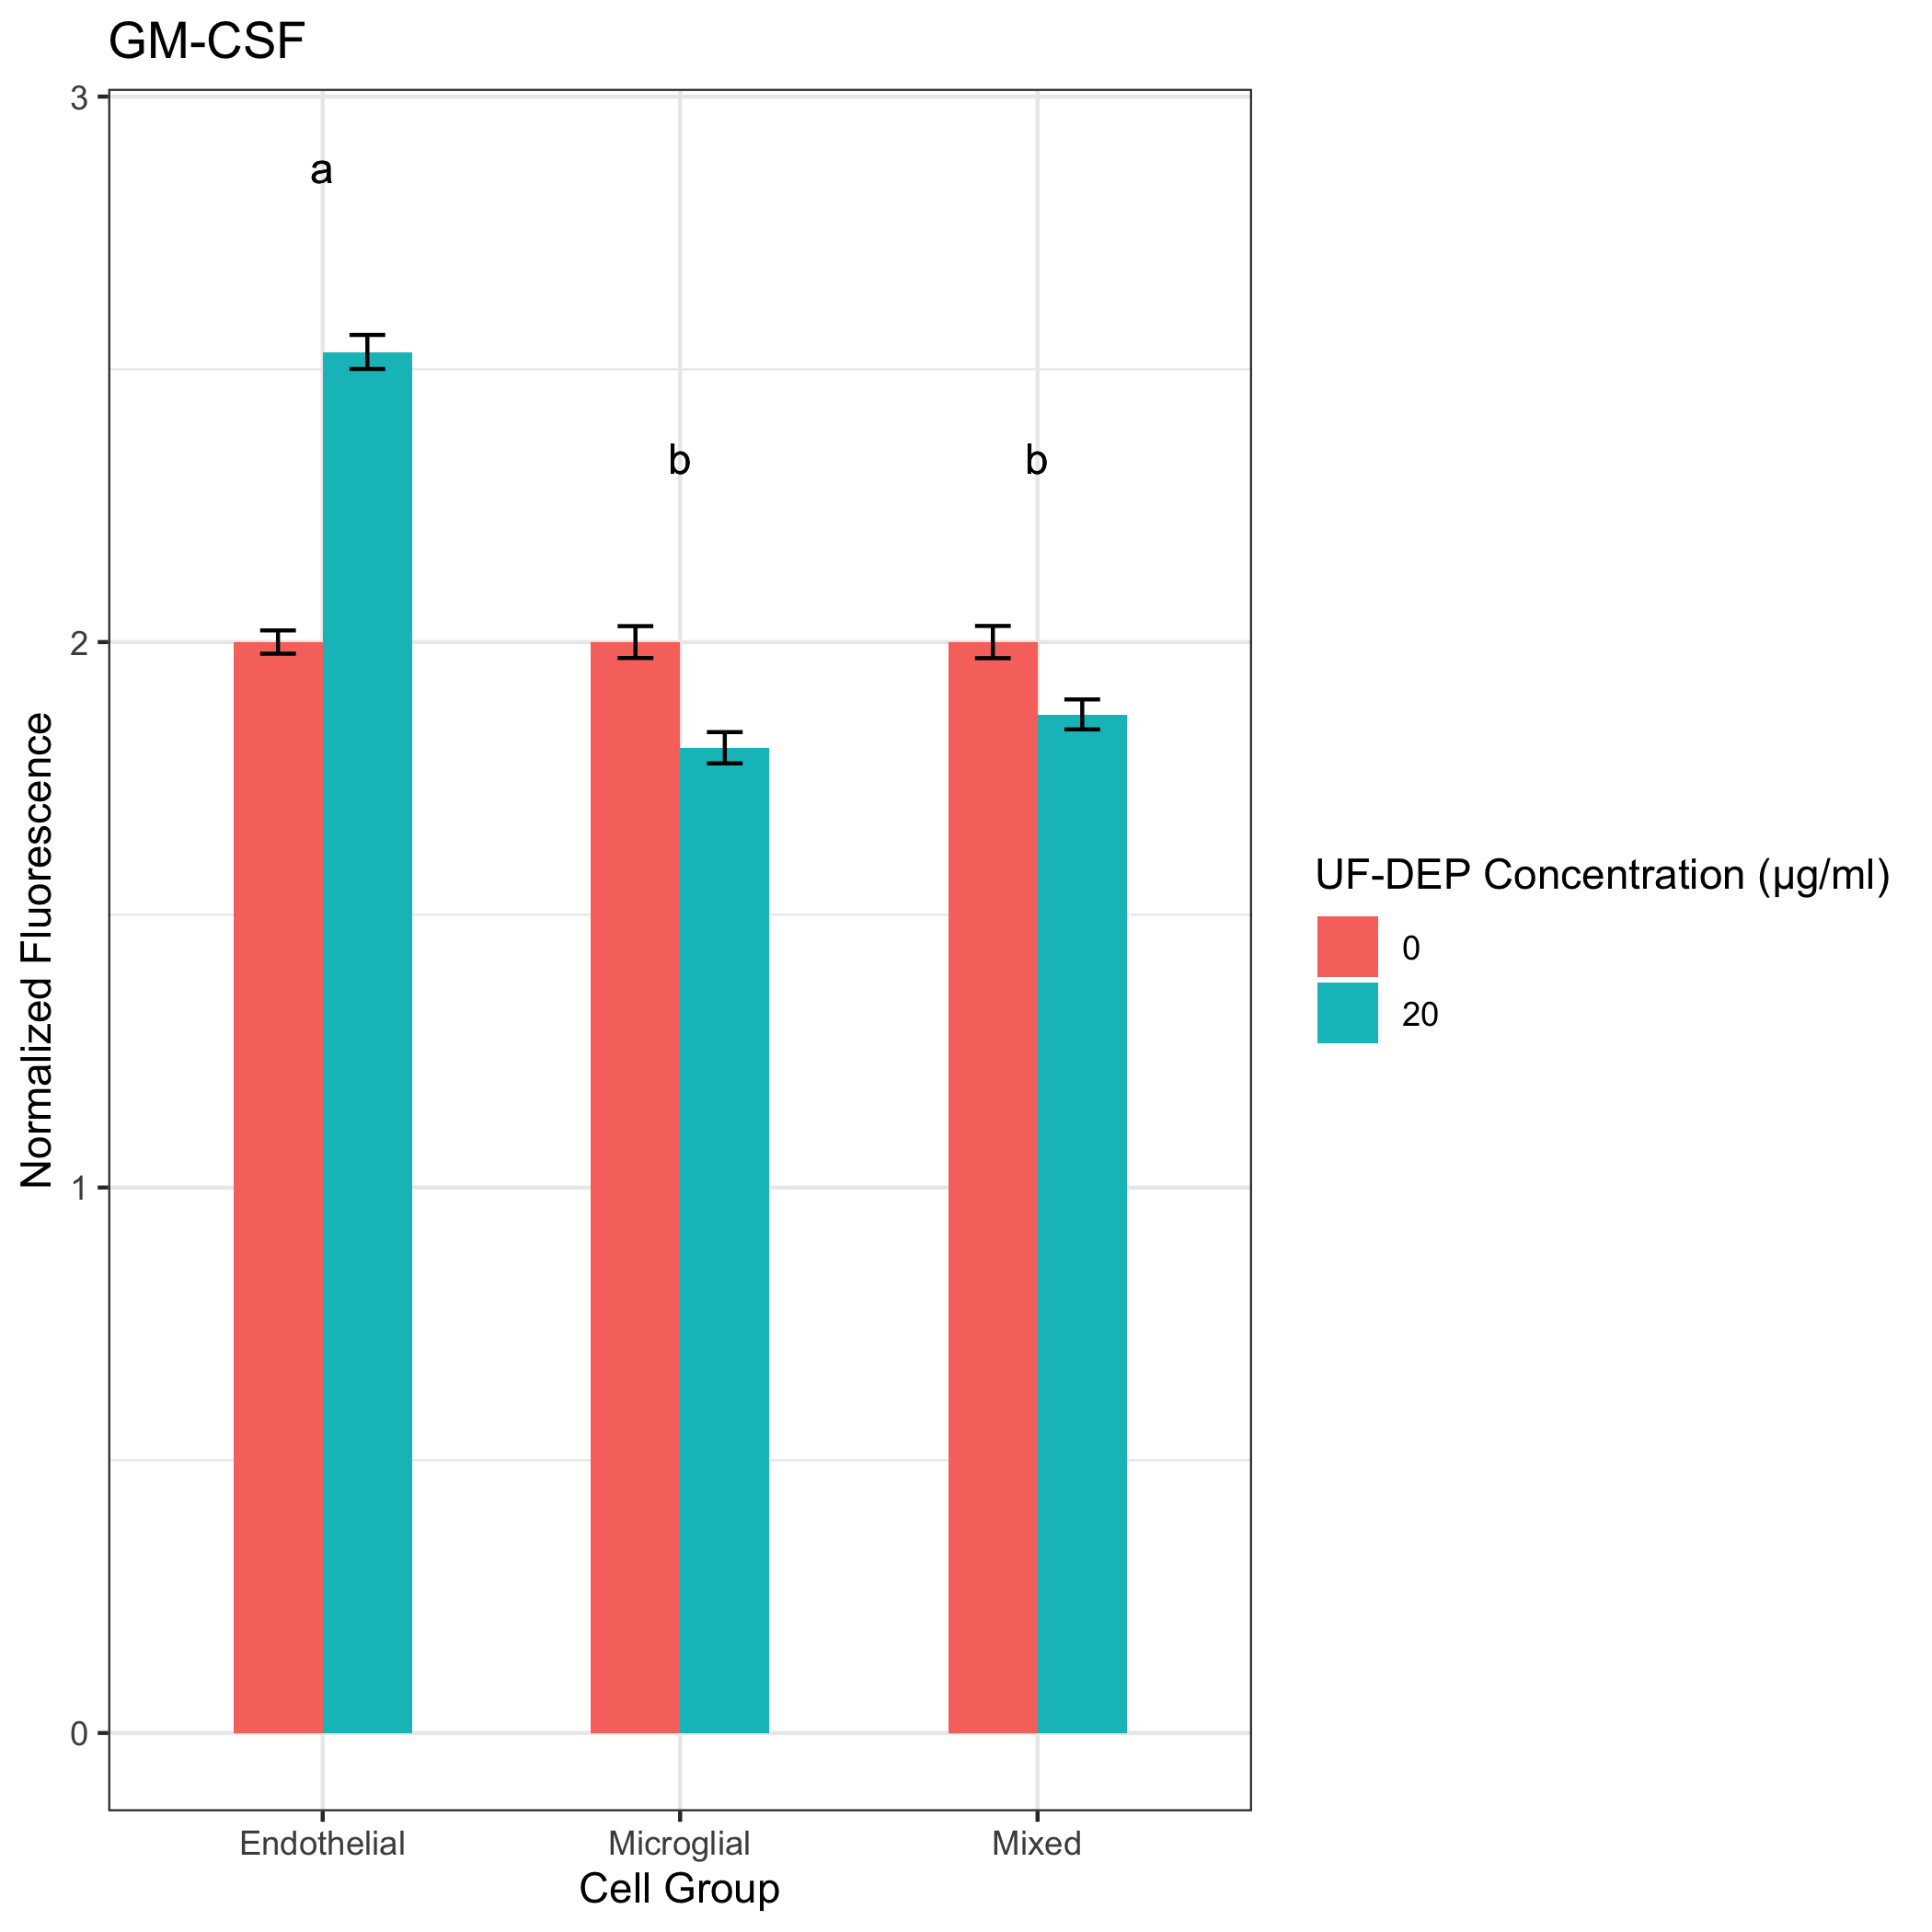 GM-CSF
3
2
1
0
Normalized Fluorescence
a
b
b
Endothelial
Microglial
Mixed
Cell Group
UF-DEP Concentration (µg/ml)
0
20